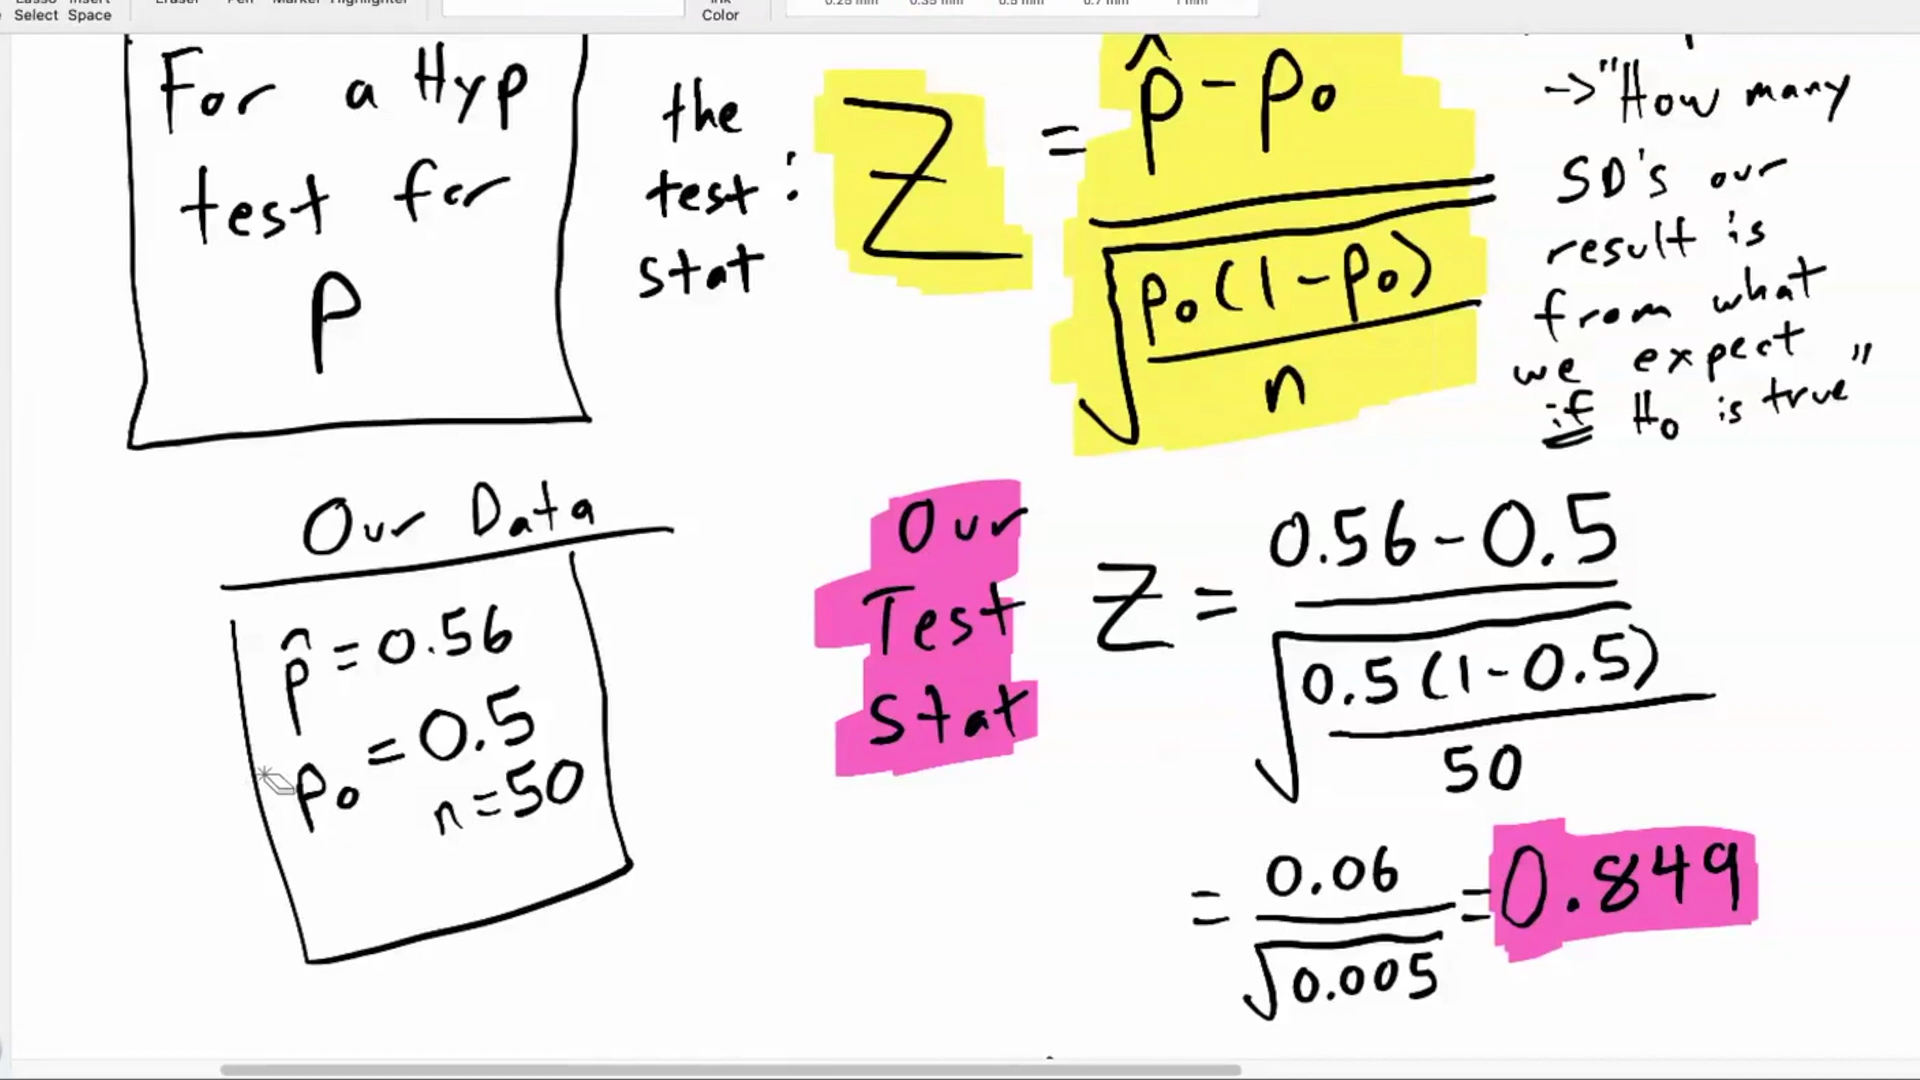 Select Space
Color
For a Hyp
test for
p
the
test :
stat
Z = p̂ - p₀
√ p₀(1-p₀)
n
-> "How many
SD's our
result is
from what
we expect
if H₀ is true"
Our Data
p̂ = 0.56
p₀ = 0.5
n = 50
Our
Test
Stat
Z = 0.56 - 0.5
√ 0.5(1-0.5)
50
= 0.06 = 0.849
√0.005